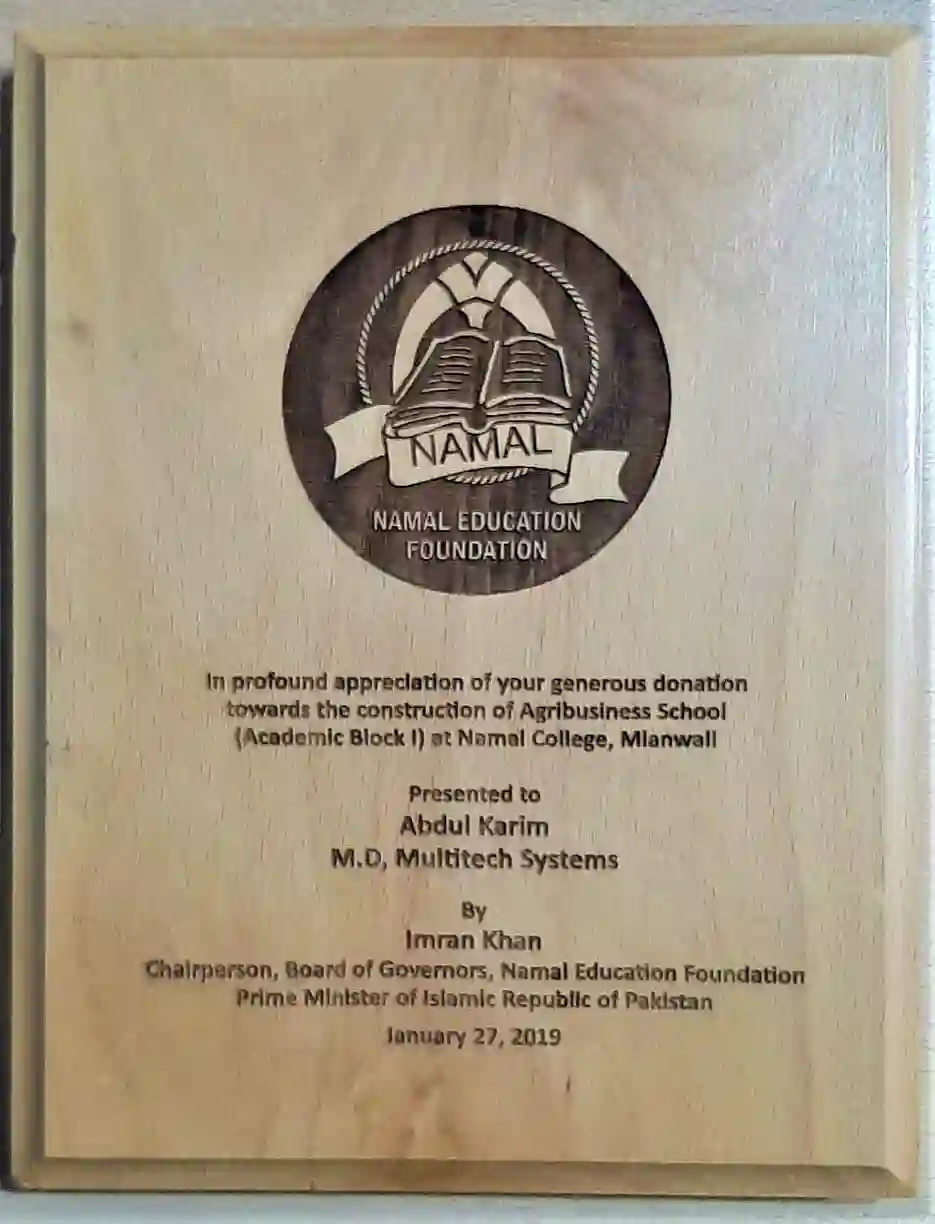 NAMAL
NAMAL EDUCATION
FOUNDATION
In profound appreciation of your generous donation
towards the construction of Agribusiness School
(Academic Block I) at Namal College, Mianwali
Presented to
Abdul Karim
M.D, Multitech Systems
By
Imran Khan
Chairperson, Board of Governors, Namal Education Foundation
Prime Minister of Islamic Republic of Pakistan
January 27, 2019